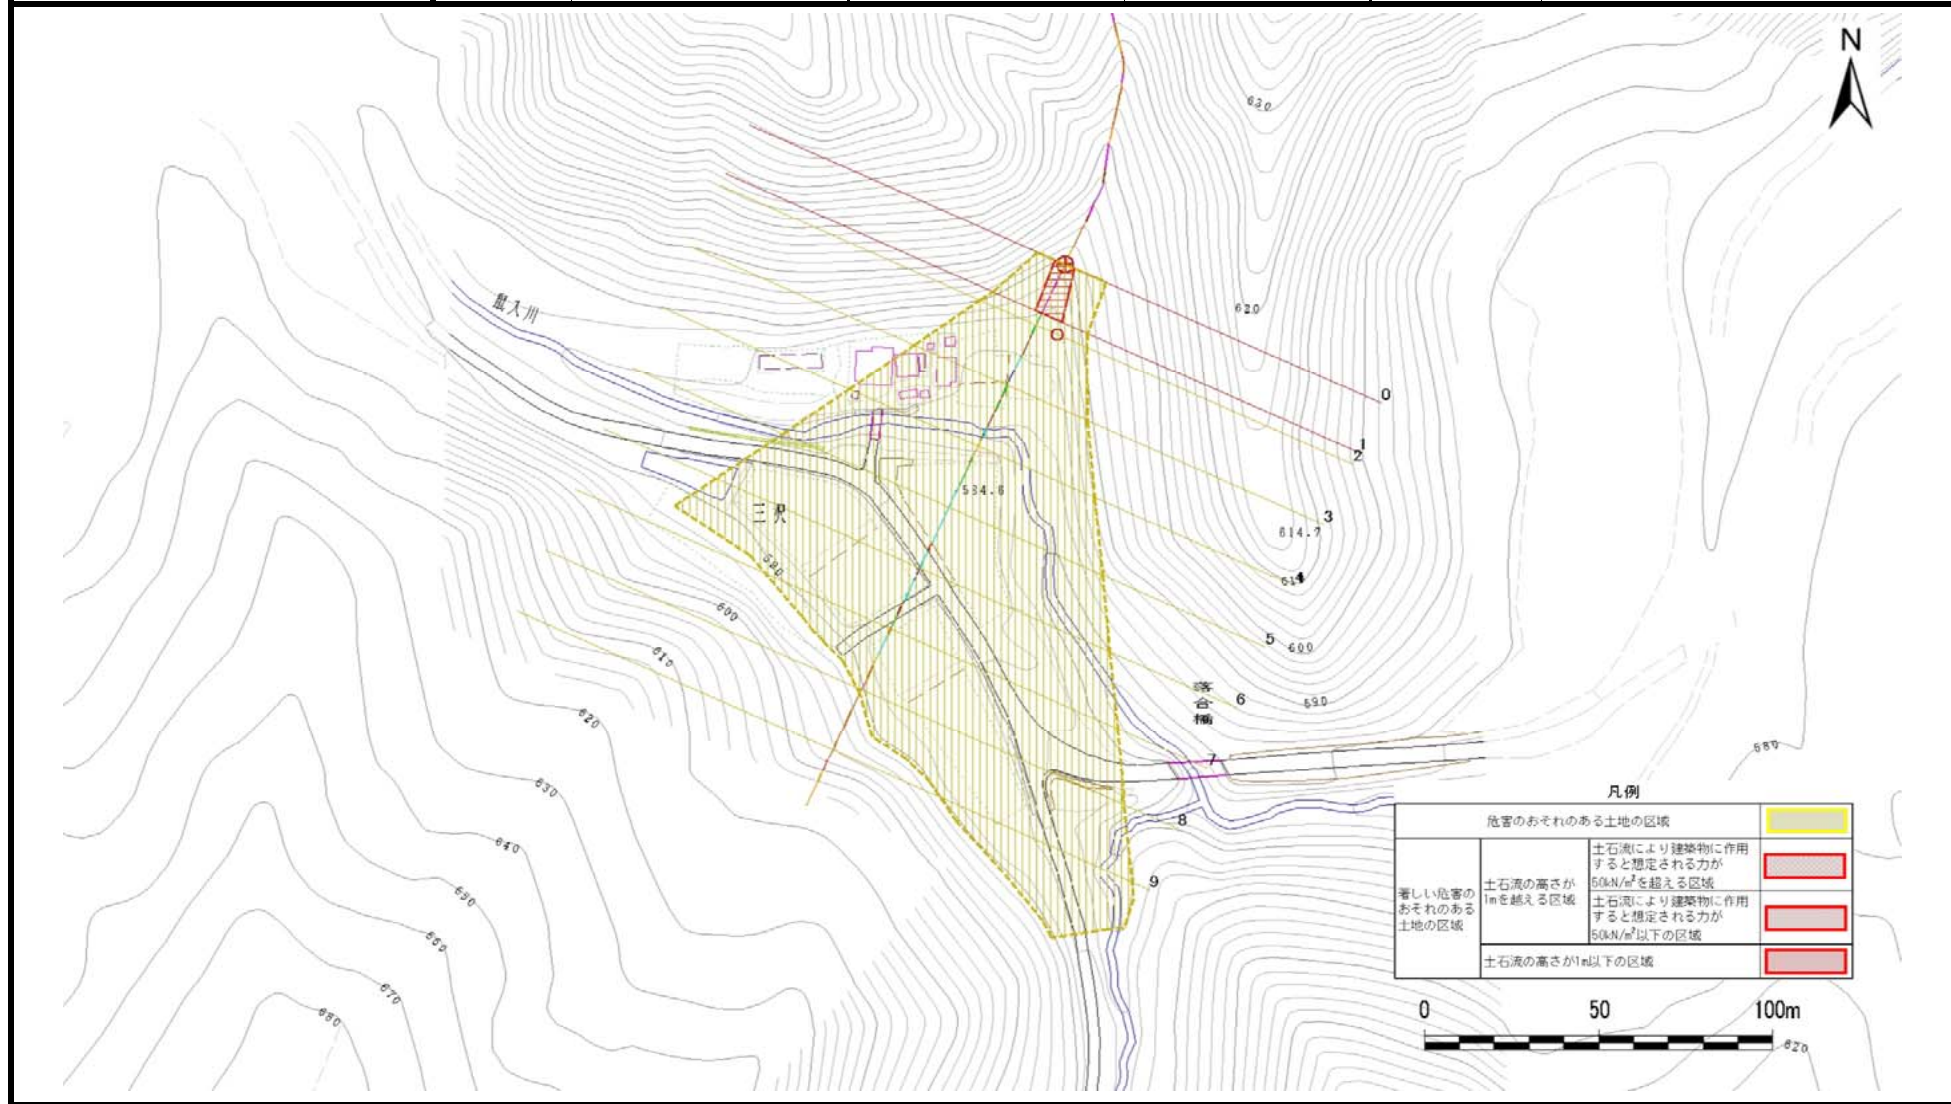 N
630
620
鼠入川
0
1
2
584.6
3
三沢
614.7
610
4
590
600
5
600
610
落合橋
6
590
620
7
580
630
凡例
危害のおそれのある土地の区域
8
640
著しい危害の
おそれのある
土地の区域
土石流の高さが
1mを越える区域
土石流により建築物に作用
すると想定される力が
50kN/㎡を超える区域
土石流により建築物に作用
すると想定される力が
50kN/㎡以下の区域
土石流の高さが1m以下の区域
9
650
660
670
680
0
50
100m
620